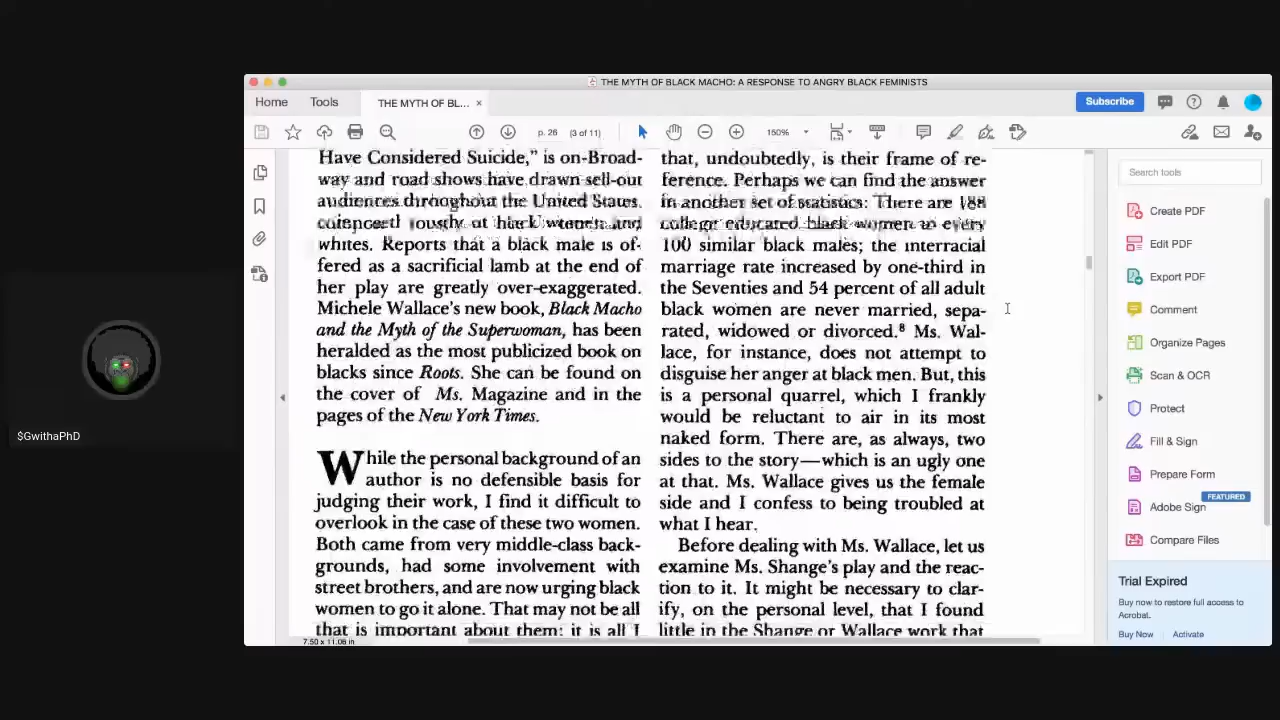 THE MYTH OF BLACK MACHO: A RESPONSE TO ANGRY BLACK FEMINISTS
Home
Tools
THE MYTH OF BL... ×
Subscribe
p. 26 (3 of 11)
150%
Have Considered Suicide,” is on-Broad-
way and road shows have drawn sell-out
audiences throughout the United States,
composed roughly of black women and
whites. Reports that a black male is of-
fered as a sacrificial lamb at the end of
her play are greatly over-exaggerated.
Michele Wallace's new book, Black Macho
and the Myth of the Superwoman, has been
heralded as the most publicized book on
blacks since Roots. She can be found on
the cover of Ms. Magazine and in the
pages of the New York Times.
While the personal background of an
author is no defensible basis for
judging their work, I find it difficult to
overlook in the case of these two women.
Both came from very middle-class back-
grounds, had some involvement with
street brothers, and are now urging black
women to go it alone. That may not be all
that is important about them; it is all I
that, undoubtedly, is their frame of re-
ference. Perhaps we can find the answer
in another set of statistics: There are 188
college educated black women to every
100 similar black males; the interracial
marriage rate increased by one-third in
the Seventies and 54 percent of all adult
black women are never married, sepa-
rated, widowed or divorced.⁸ Ms. Wal-
lace, for instance, does not attempt to
disguise her anger at black men. But, this
is a personal quarrel, which I frankly
would be reluctant to air in its most
naked form. There are, as always, two
sides to the story—which is an ugly one
at that. Ms. Wallace gives us the female
side and I confess to being troubled at
what I hear.
Before dealing with Ms. Wallace, let us
examine Ms. Shange's play and the reac-
tion to it. It might be necessary to clar-
ify, on the personal level, that I found
little in the Shange or Wallace work that
7.50 x 11.06 in
Search tools
Create PDF
Edit PDF
Export PDF
Comment
Organize Pages
Scan & OCR
Protect
Fill & Sign
Prepare Form
FEATURED
Adobe Sign
Compare Files
Trial Expired
Buy now to restore full access to
Acrobat.
Buy Now
Activate
$GwithaPhD